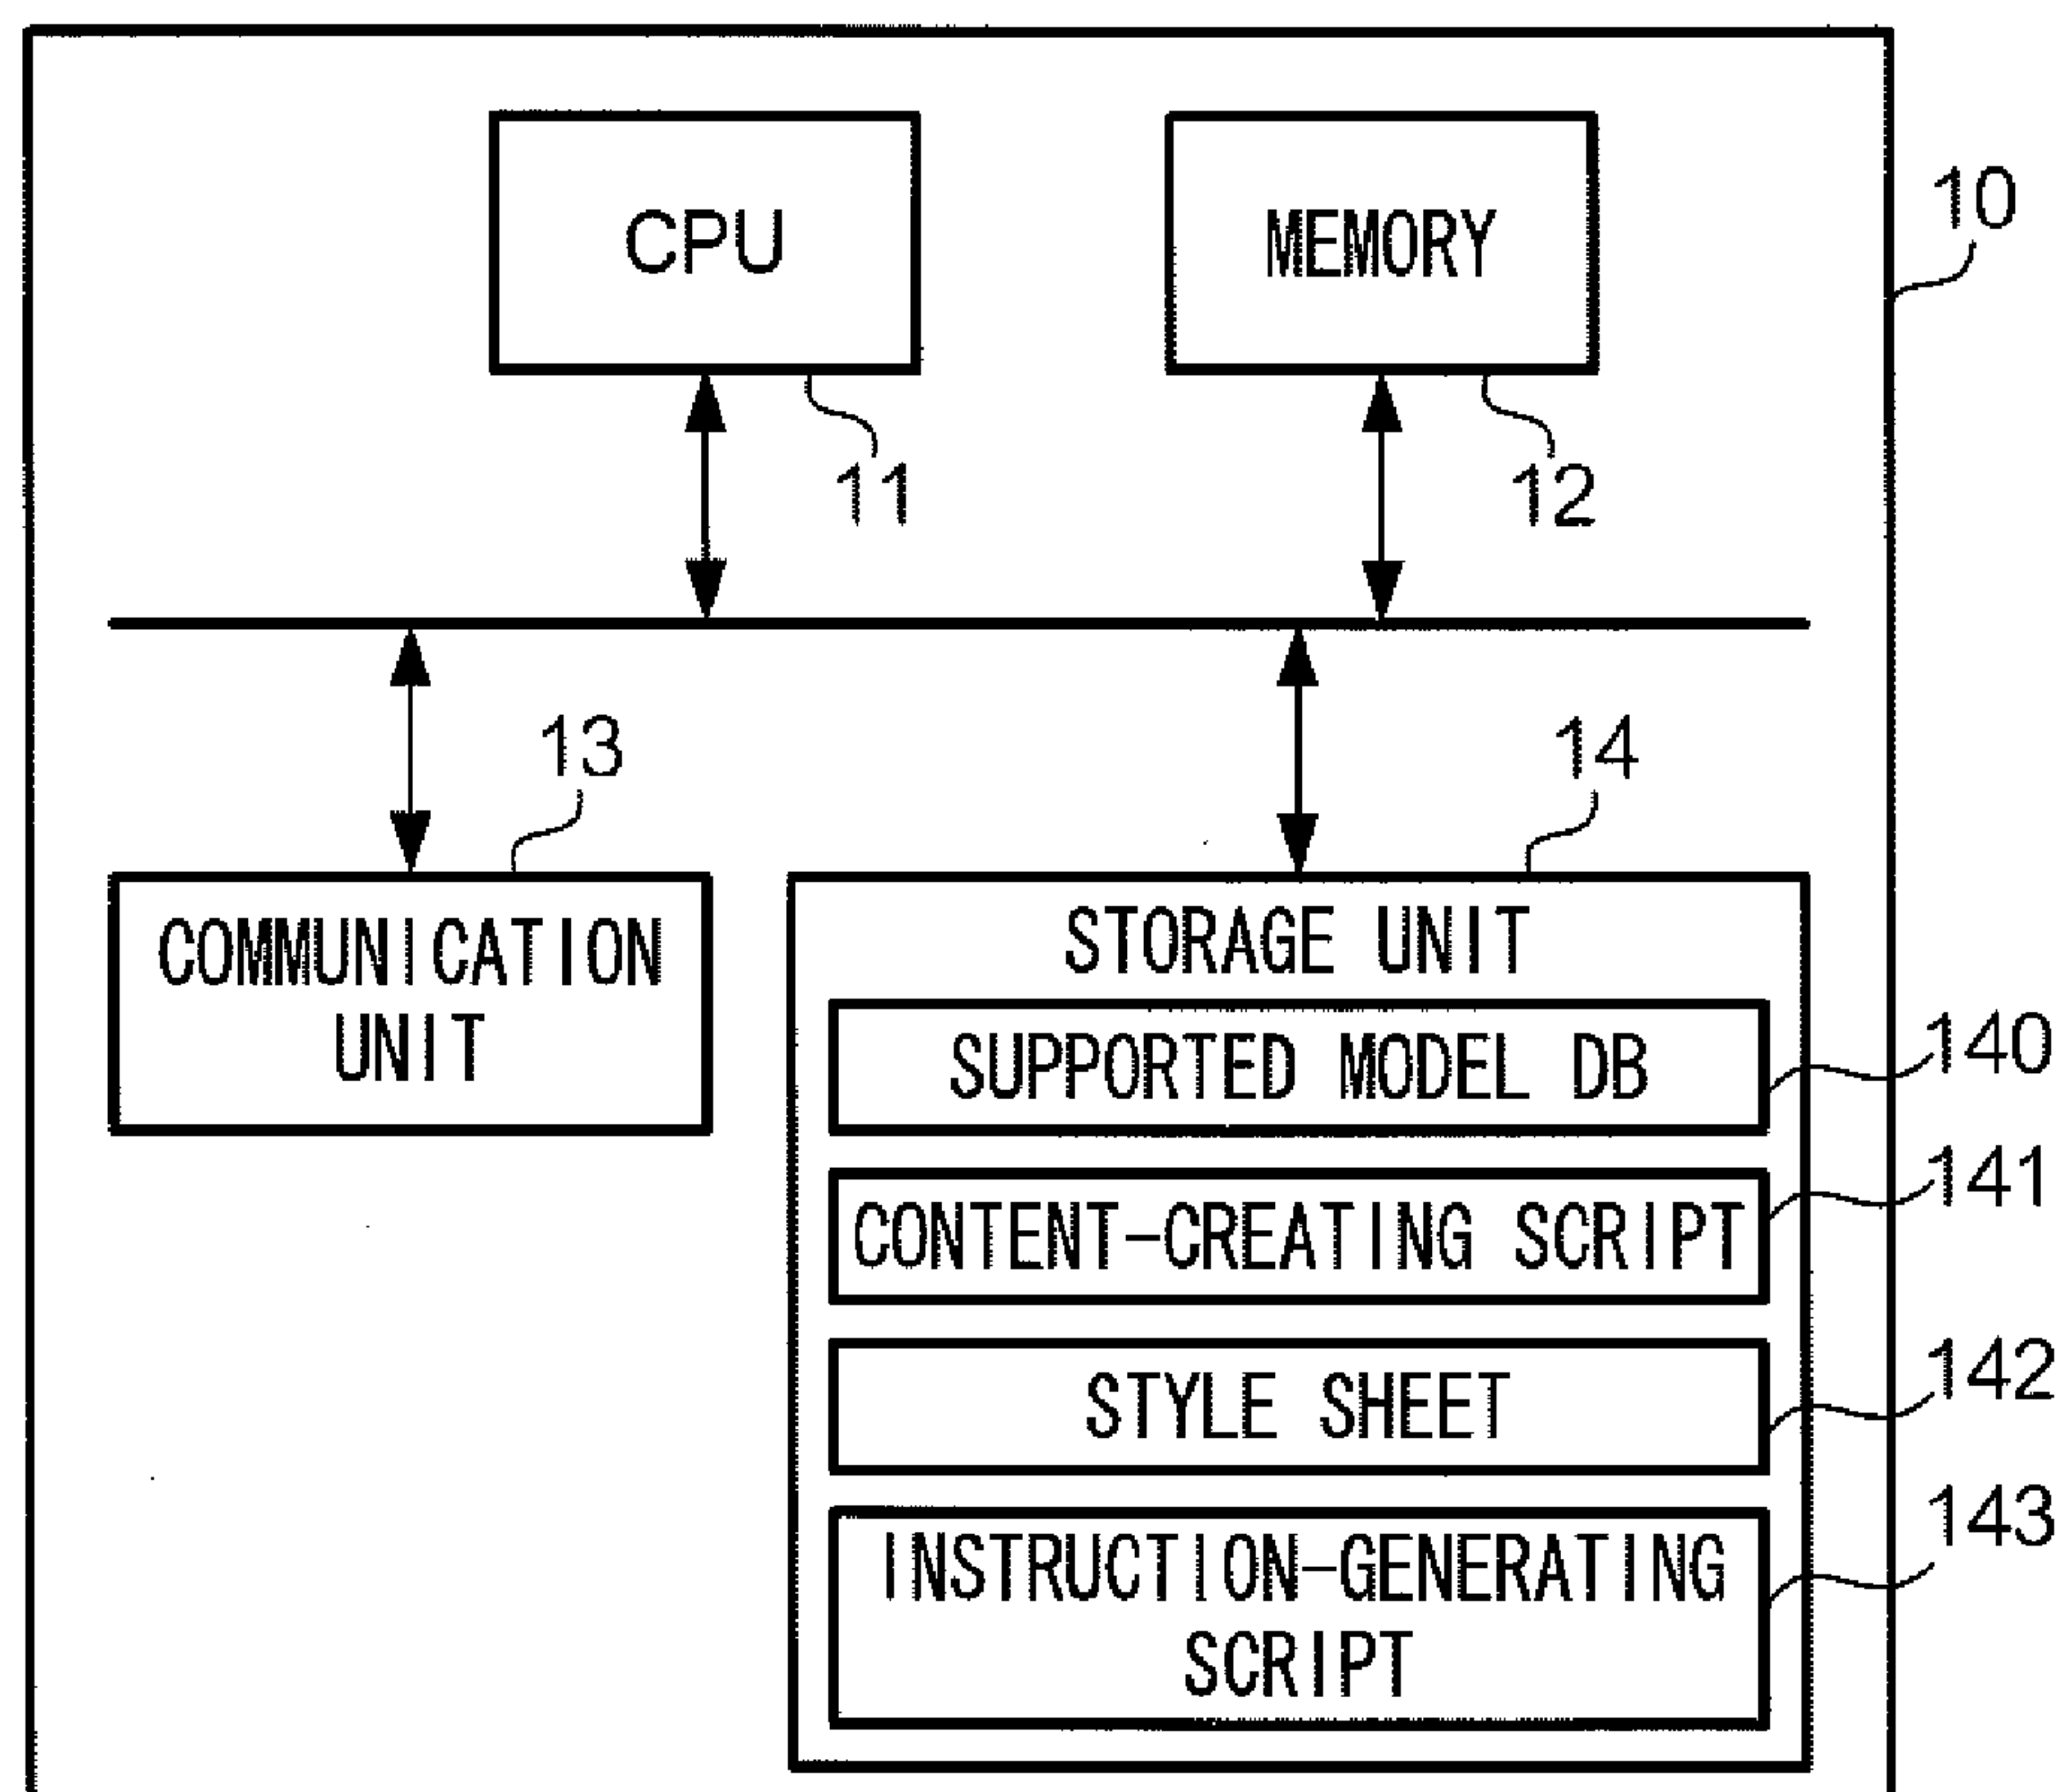 CPU
MEMORY
10
11
12
13
14
COMMUNICATION
UNIT
STORAGE UNIT
SUPPORTED MODEL DB
140
CONTENT-CREATING SCRIPT
141
STYLE SHEET
142
INSTRUCTION-GENERATING
SCRIPT
143